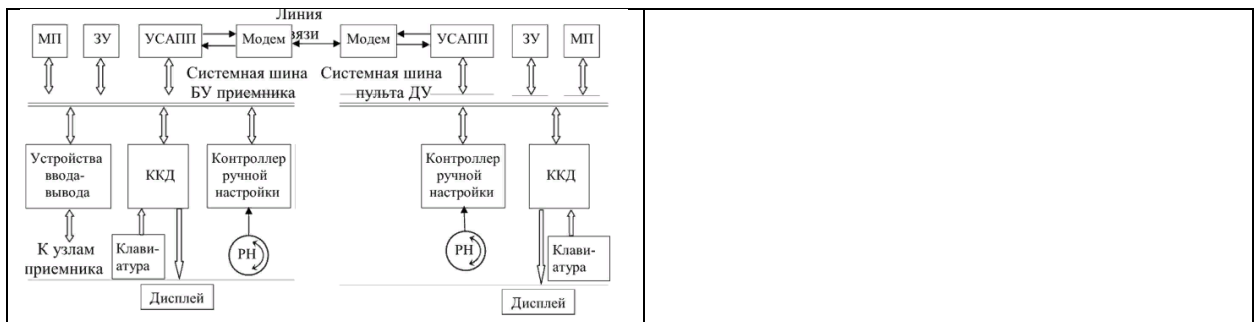 Линия
связи
МП
ЗУ
УСАПП
Модем
Модем
УСАПП
ЗУ
МП
Системная шина
БУ приемника
Системная шина
пульта ДУ
Устройства
ввода-
вывода
ККД
Контроллер
ручной
настройки
Контроллер
ручной
настройки
ККД
К узлам
приемника
Клави-
атура
РН
РН
Клави-
атура
Дисплей
Дисплей